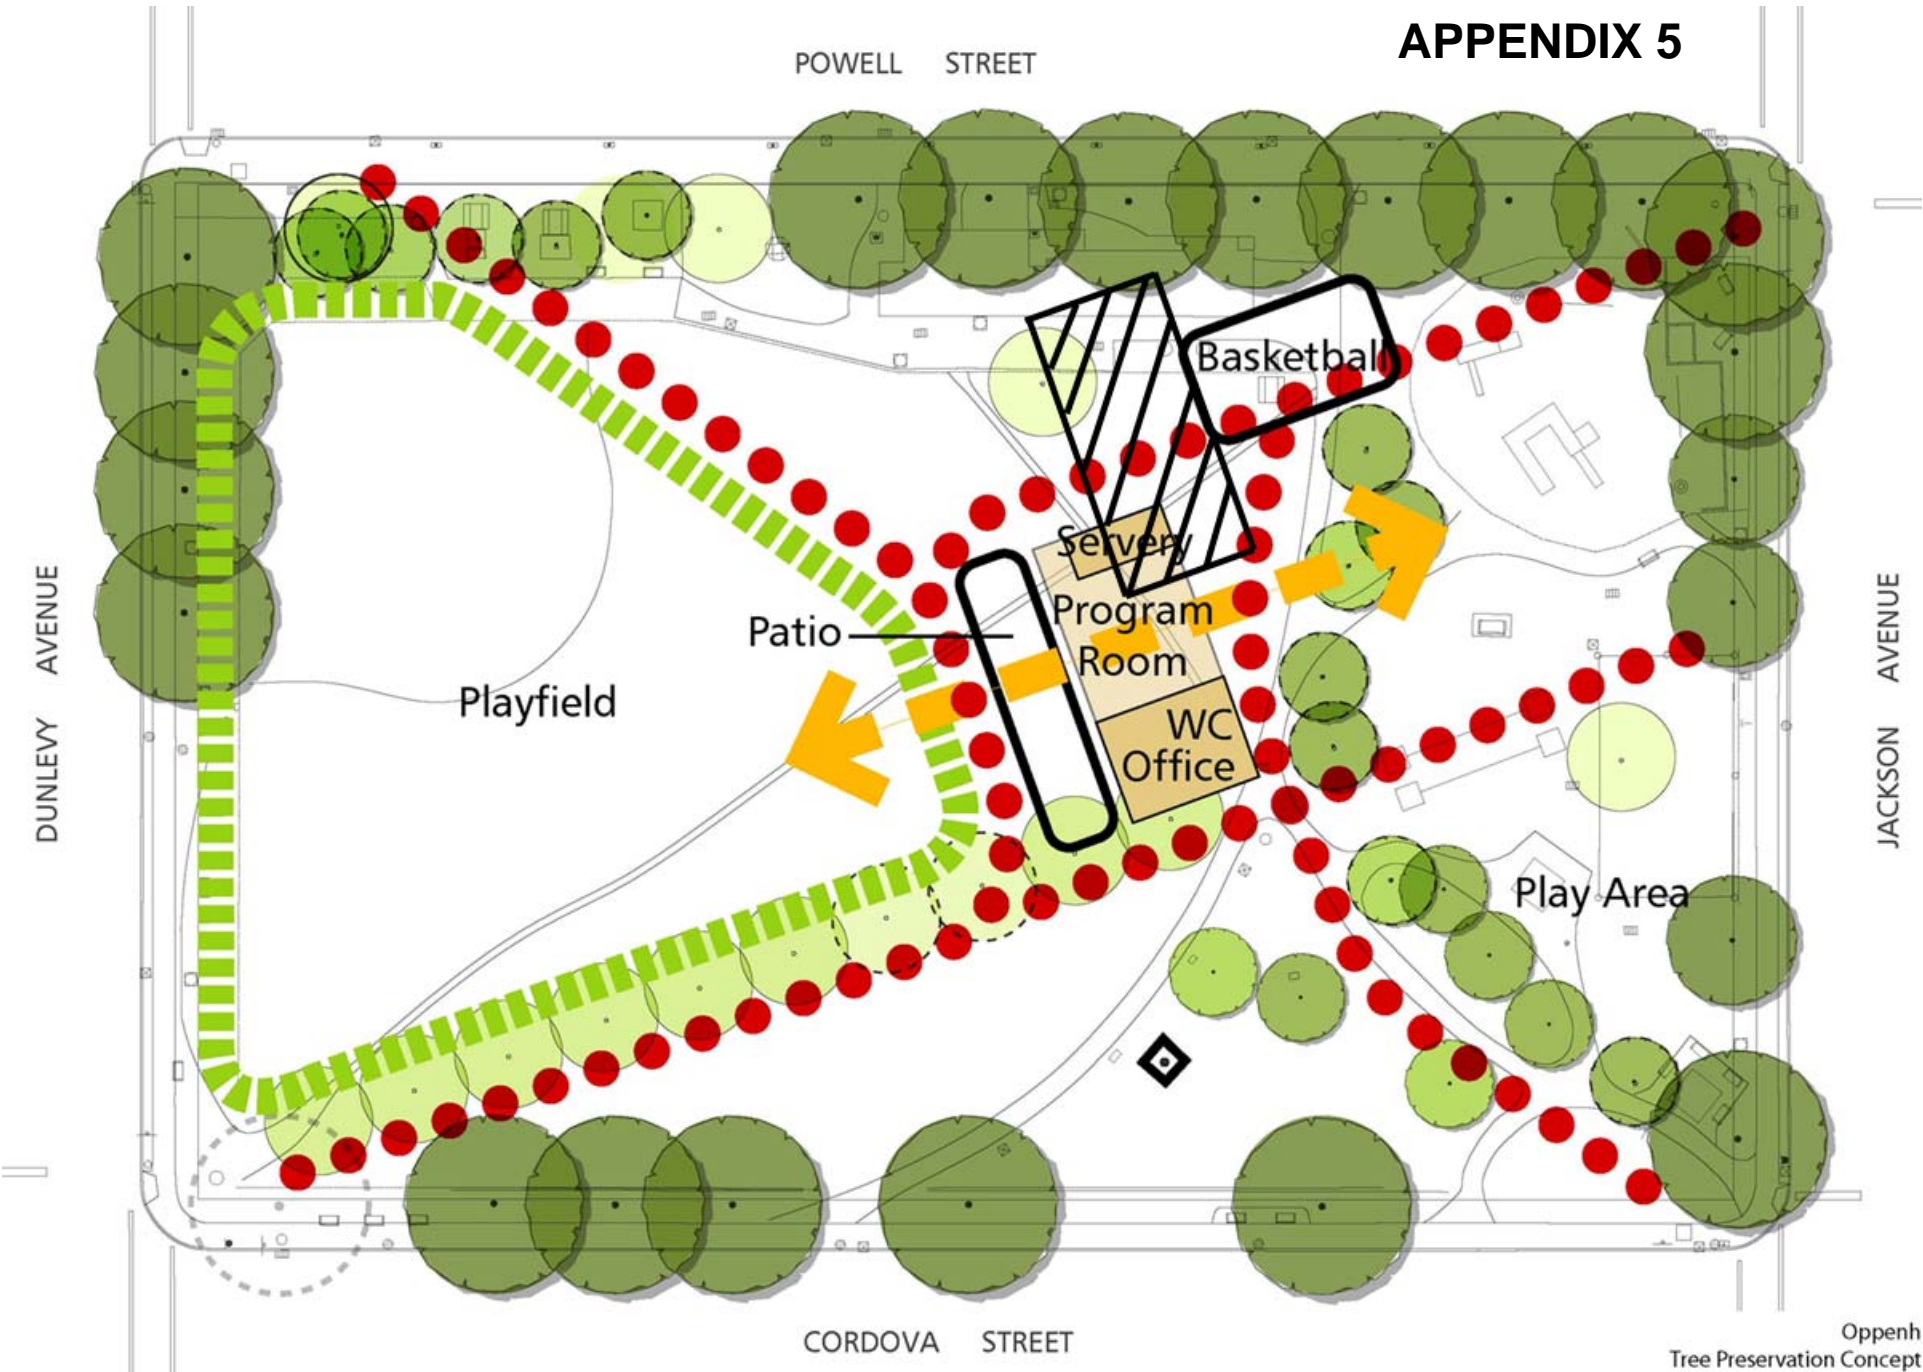 APPENDIX 5
POWELL STREET
Basketball
Servery
Program
Room
Patio
Playfield
WC
Office
Play Area
DUNLEVY AVENUE
JACKSON AVENUE
CORDOVA STREET
Oppenh
Tree Preservation Concept